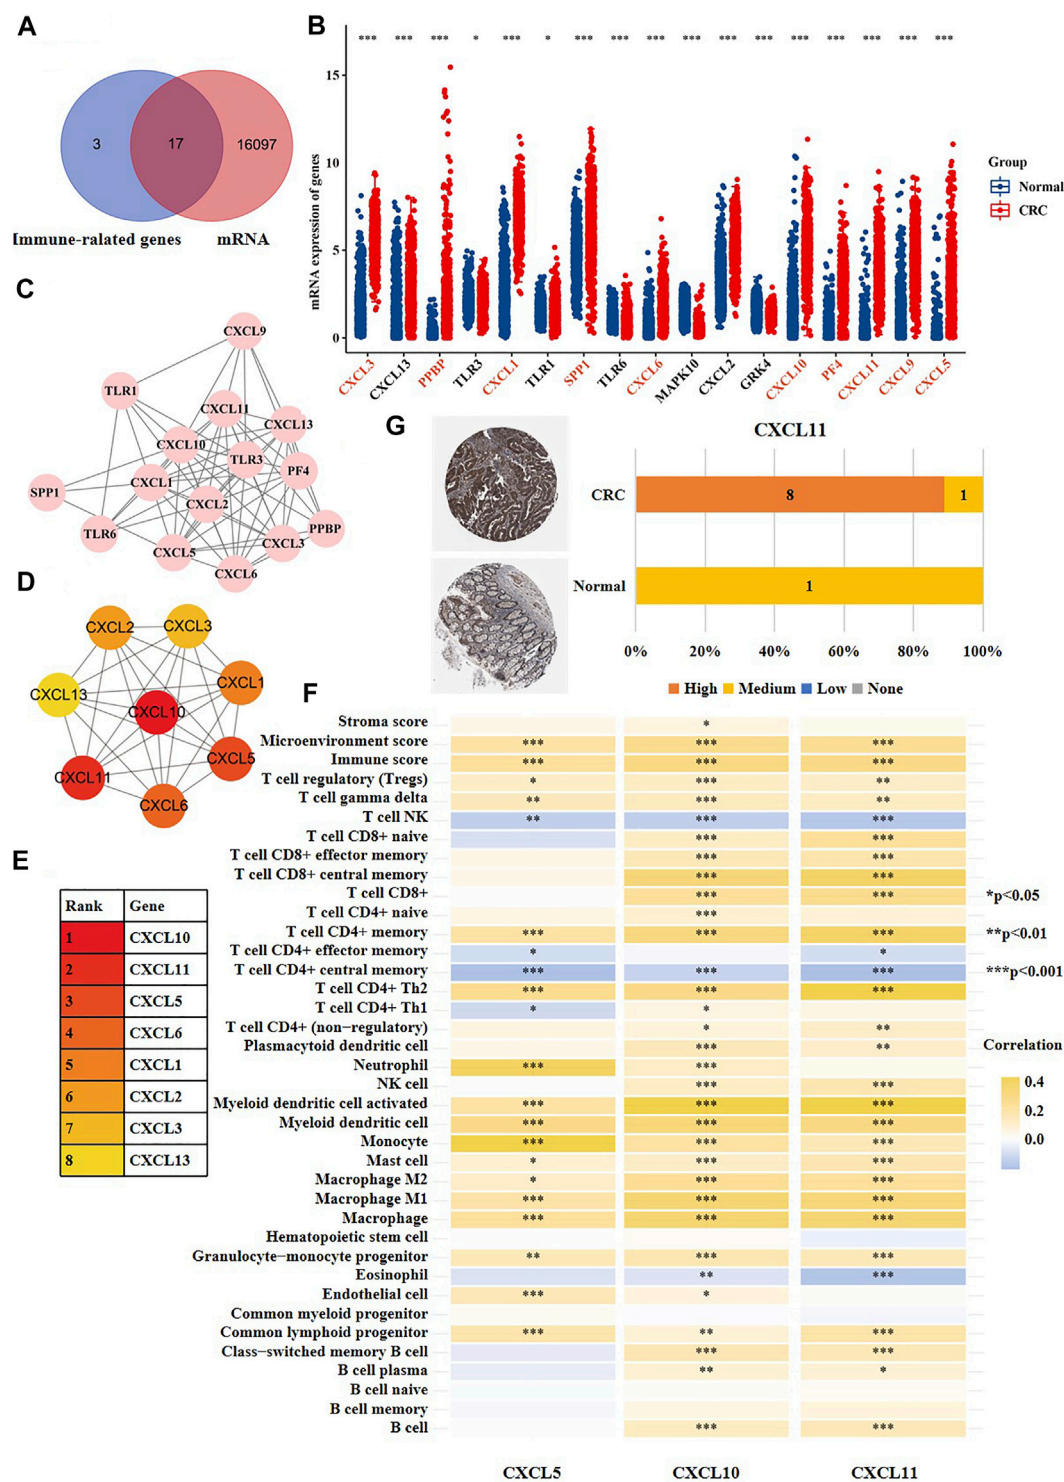 A
3
17
16097
Immune-ralated genes
mRNA
B
*** *** *** * *** * *** *** *** *** *** *** *** *** *** *** ***
mRNA expression of genes
15
10
5
0
CXCL3
CXCL13
PPBP
TLR3
CXCL1
TLR1
SPP1
TLR6
CXCL6
MAPK10
CXCL2
GRK4
CXCL10
PF4
CXCL11
CXCL9
CXCL5
Group
Normal
CRC
C
CXCL9
TLR1
CXCL11
CXCL13
CXCL10
TLR3
PF4
CXCL1
SPP1
CXCL2
PPBP
TLR6
CXCL3
CXCL5
CXCL6
D
CXCL2
CXCL3
CXCL13
CXCL1
CXCL10
CXCL5
CXCL11
CXCL6
E
Rank Gene
1 CXCL10
2 CXCL11
3 CXCL5
4 CXCL6
5 CXCL1
6 CXCL2
7 CXCL3
8 CXCL13
G
CXCL11
CRC 8 1
Normal 1
0% 20% 40% 60% 80% 100%
High Medium Low None
F
Stroma score *
Microenvironment score *** *** ***
Immune score *** *** ***
T cell regulatory (Tregs) * *** **
T cell gamma delta ** *** **
T cell NK ** *** ***
T cell CD8+ naive *** ***
T cell CD8+ effector memory *** ***
T cell CD8+ central memory *** ***
T cell CD8+ *** ***
T cell CD4+ naive ***
T cell CD4+ memory *** *** ***
T cell CD4+ effector memory * *
T cell CD4+ central memory *** *** ***
T cell CD4+ Th2 *** *** ***
T cell CD4+ Th1 * *
T cell CD4+ (non−regulatory) * **
Plasmacytoid dendritic cell *** **
Neutrophil *** ***
NK cell *** ***
Myeloid dendritic cell activated *** *** ***
Myeloid dendritic cell *** *** ***
Monocyte *** *** ***
Mast cell * *** ***
Macrophage M2 * *** ***
Macrophage M1 *** *** ***
Macrophage *** *** ***
Hematopoietic stem cell
Granulocyte−monocyte progenitor ** *** ***
Eosinophil ** ***
Endothelial cell *** *
Common myeloid progenitor
Common lymphoid progenitor *** ** ***
Class−switched memory B cell *** ***
B cell plasma ** *
B cell naive
B cell memory
B cell *** ***
CXCL5 CXCL10 CXCL11
*p<0.05
**p<0.01
***p<0.001
Correlation
0.4
0.2
0.0